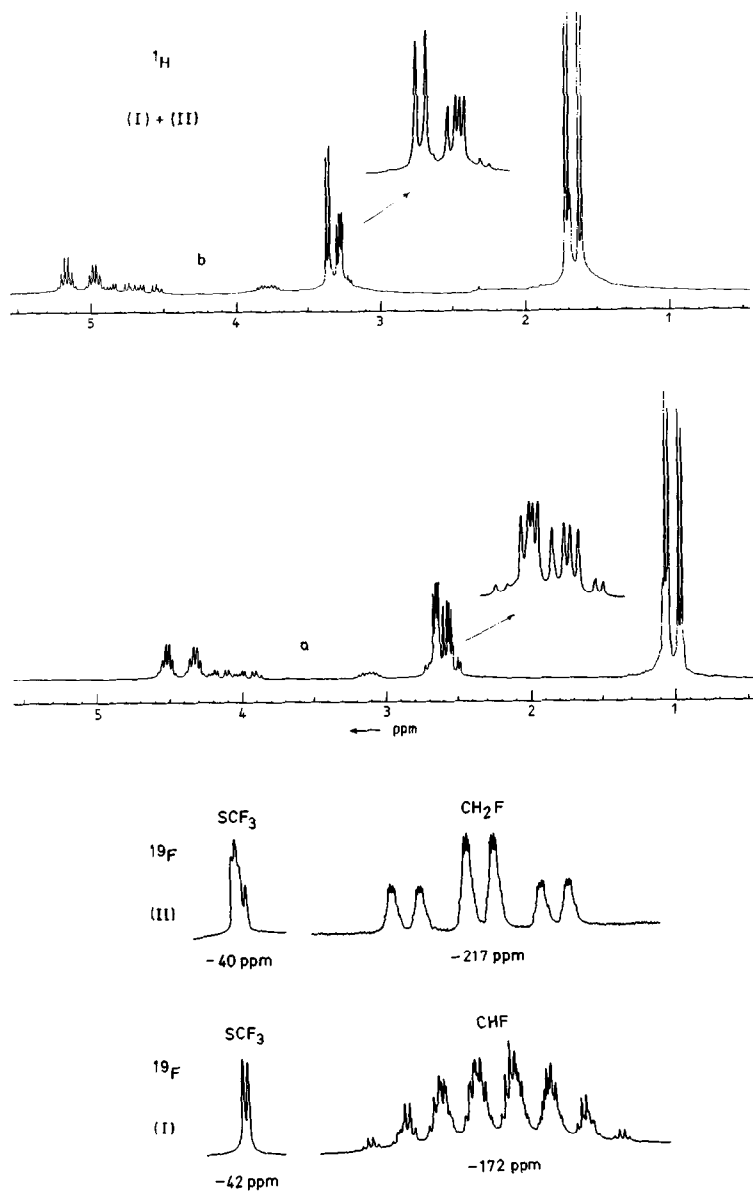 ¹H
(I) + (II)
b
5 4 3 2 1
a
5 4 3 2 1
← ppm
SCF₃ CH₂F
¹⁹F
(II)
-40 ppm -217 ppm
SCF₃ CHF
¹⁹F
(I)
-42 ppm -172 ppm